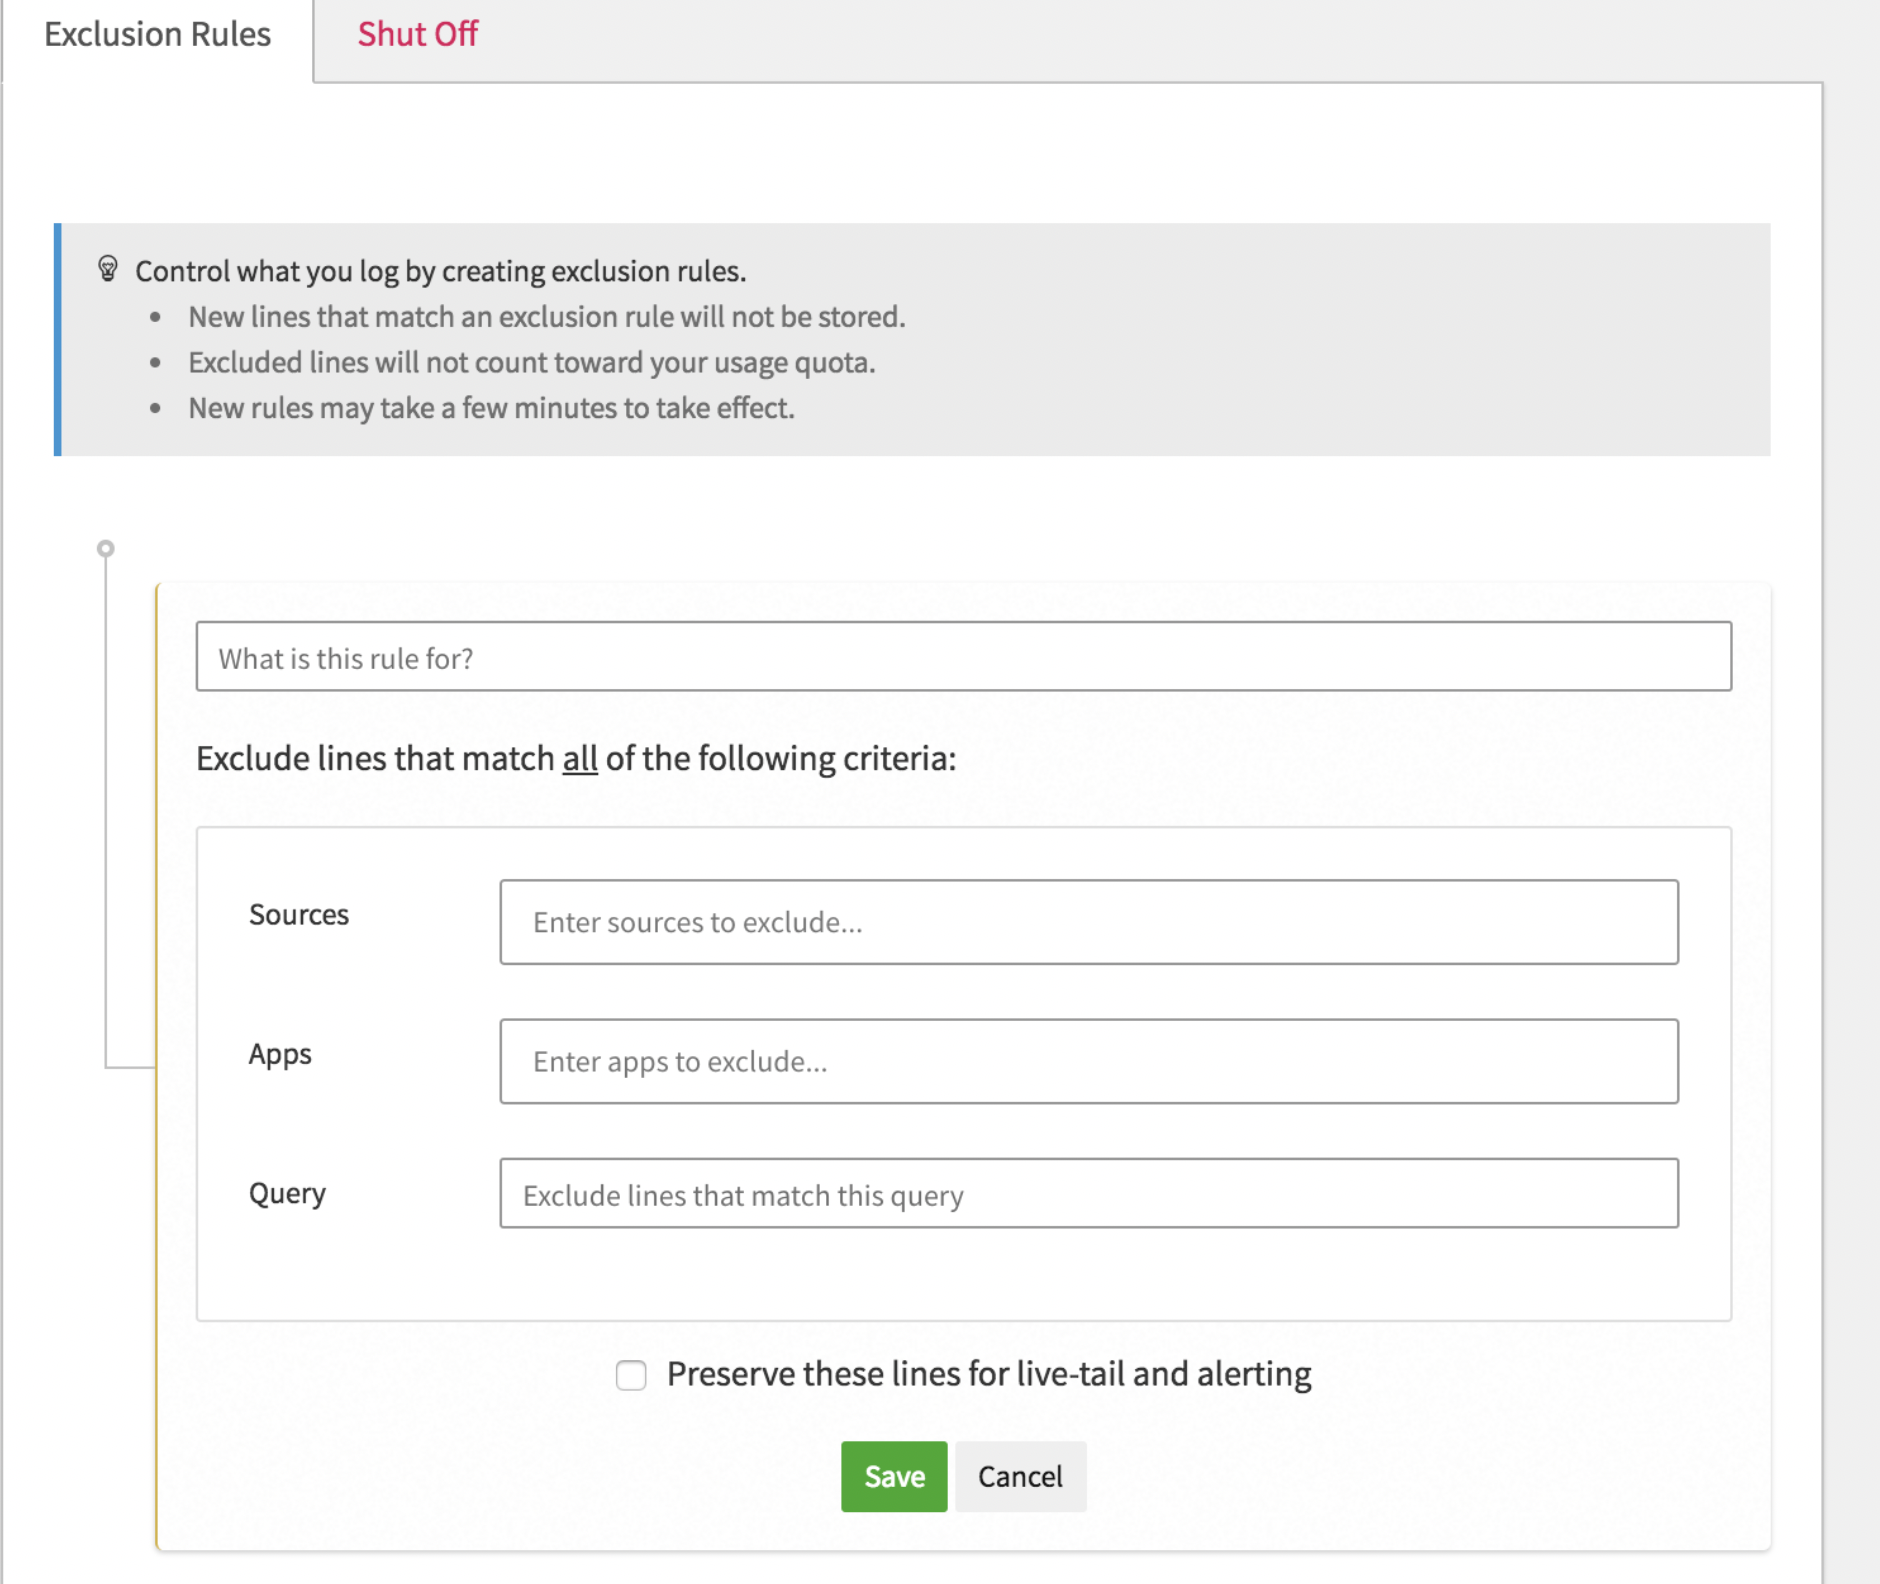 Exclusion Rules
Shut Off
Control what you log by creating exclusion rules.
• New lines that match an exclusion rule will not be stored.
• Excluded lines will not count toward your usage quota.
• New rules may take a few minutes to take effect.
What is this rule for?
Exclude lines that match all of the following criteria:
Sources
Enter sources to exclude...
Apps
Enter apps to exclude...
Query
Exclude lines that match this query
Preserve these lines for live-tail and alerting
Save
Cancel